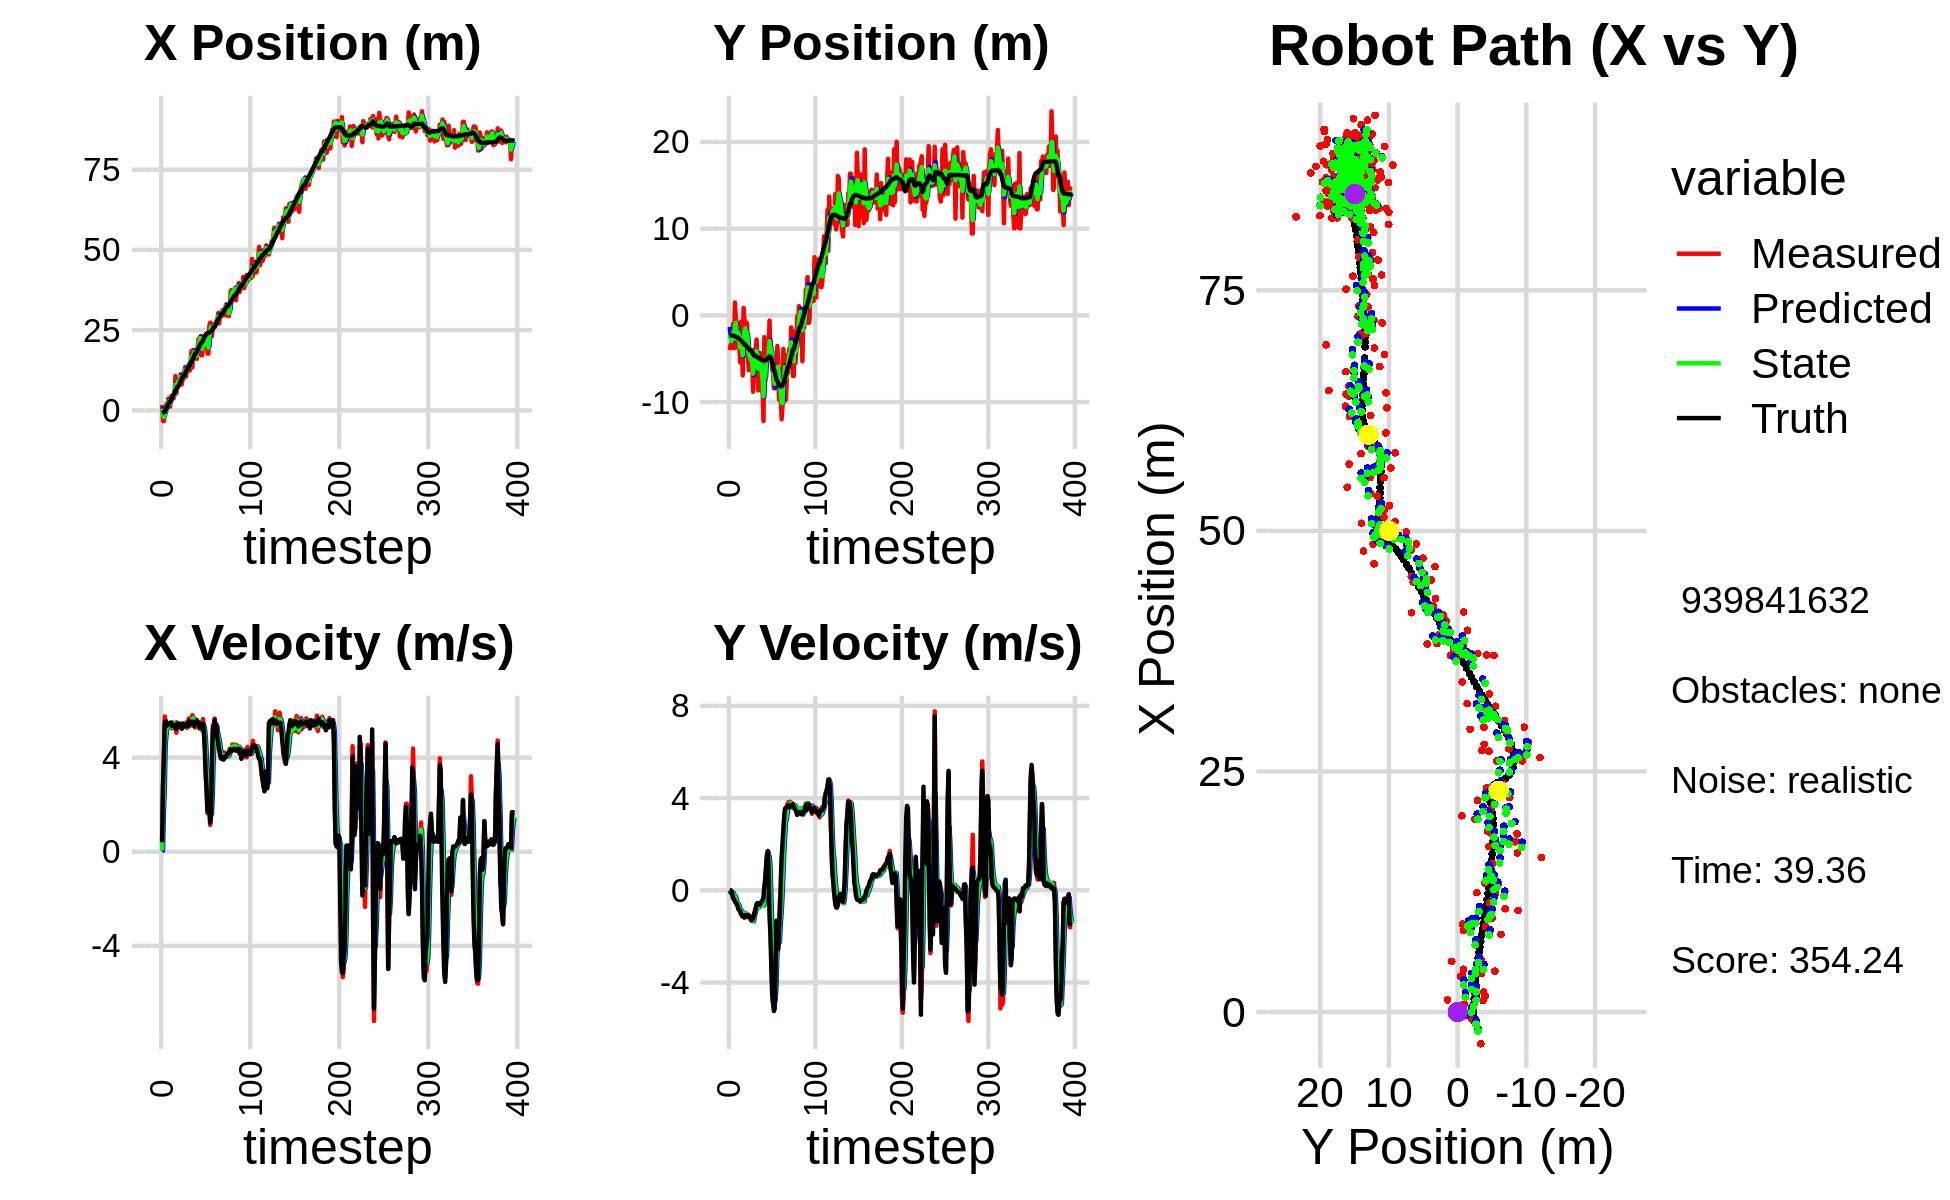 X Position (m)
75
50
25
0
0 100 200 300 400
timestep
Y Position (m)
20
10
0
-10
0 100 200 300 400
timestep
X Velocity (m/s)
4
0
-4
0 100 200 300 400
timestep
Y Velocity (m/s)
8
4
0
-4
0 100 200 300 400
timestep
Robot Path (X vs Y)
X Position (m)
75
50
25
0
20 10 0 -10 -20
Y Position (m)
variable
Measured
Predicted
State
Truth
939841632
Obstacles: none
Noise: realistic
Time: 39.36
Score: 354.24